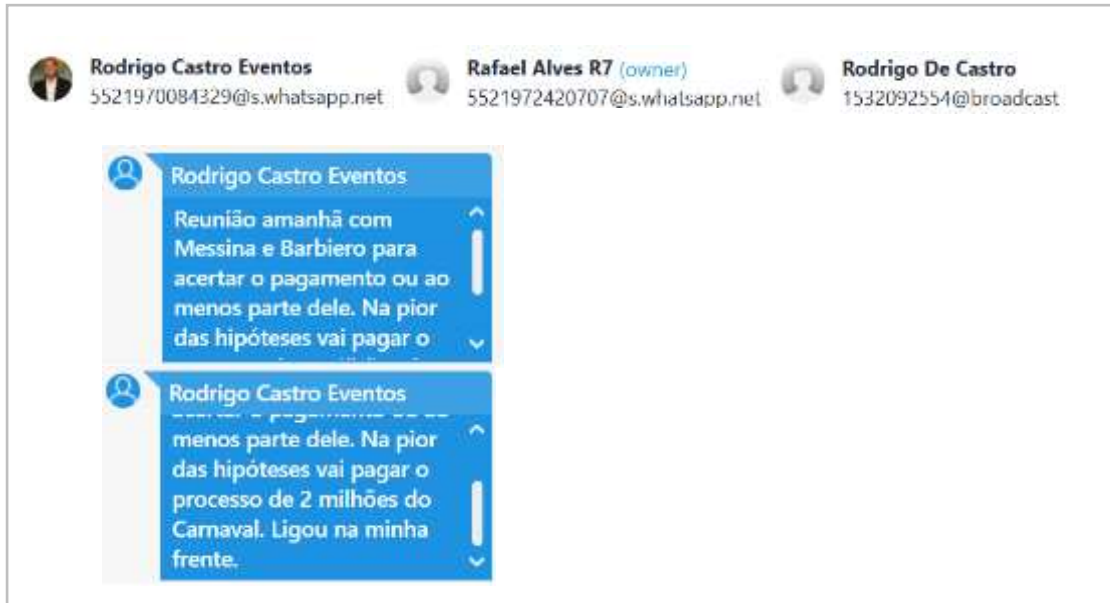 Rodrigo Castro Eventos
5521970084329@s.whatsapp.net
Rafael Alves R7 (owner)
5521972420707@s.whatsapp.net
Rodrigo De Castro
1532092554@broadcast
Rodrigo Castro Eventos
Reunião amanhã com
Messina e Barbiero para
acertar o pagamento ou ao
menos parte dele. Na pior
das hipóteses vai pagar o
Rodrigo Castro Eventos
menos parte dele. Na pior
das hipóteses vai pagar o
processo de 2 milhões do
Carnaval. Ligou na minha
frente.